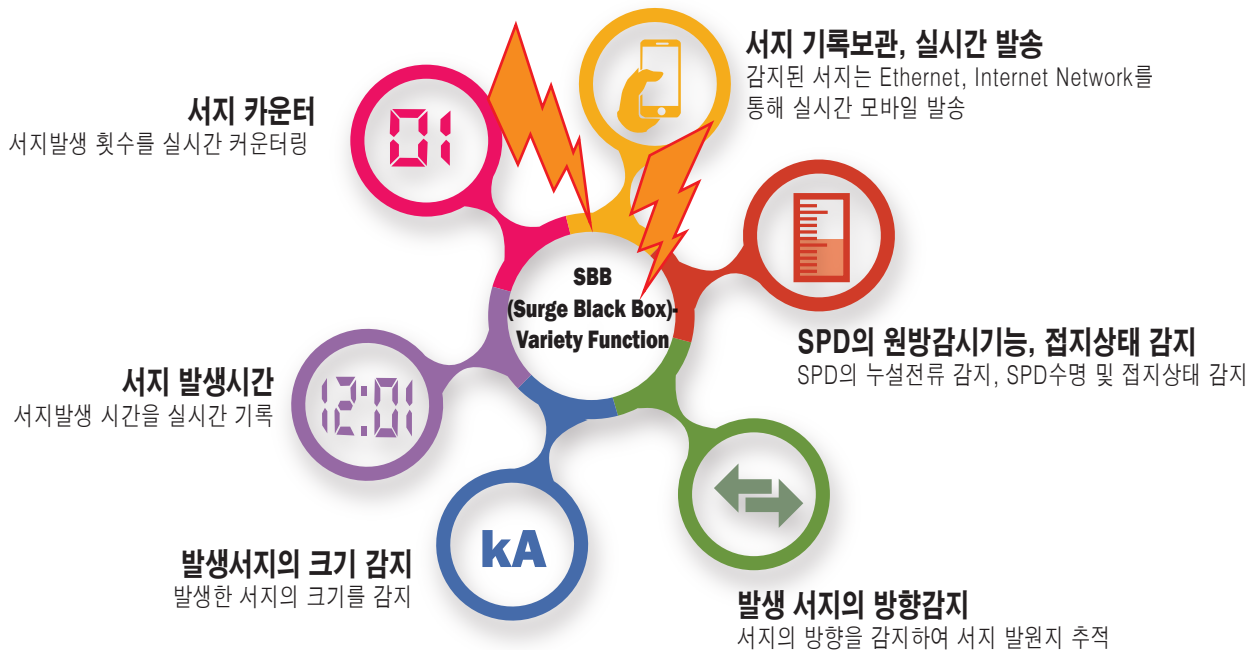 서지 기록보관, 실시간 발송
감지된 서지는 Ethernet, Internet Network를
통해 실시간 모바일 발송
서지 카운터
서지발생 횟수를 실시간 커운터링
01
SBB
(Surge Black Box)-
Variety Function
SPD의 원방감시기능, 접지상태 감지
SPD의 누설전류 감지, SPD수명 및 접지상태 감지
서지 발생시간
서지발생 시간을 실시간 기록
12:01
발생서지의 크기 감지
발생한 서지의 크기를 감지
kA
발생 서지의 방향감지
서지의 방향을 감지하여 서지 발원지 추적